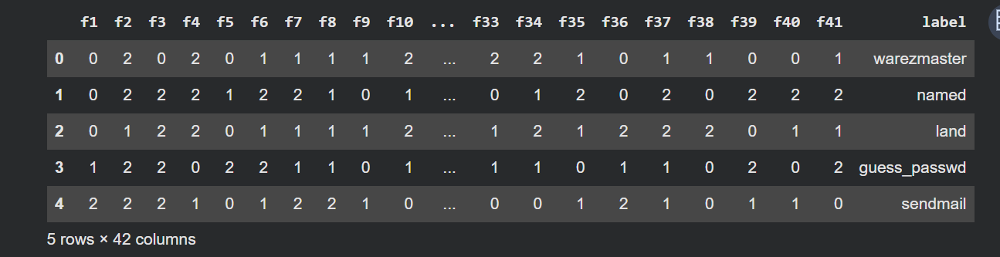 f1 f2 f3 f4 f5 f6 f7 f8 f9 f10 ... f33 f34 f35 f36 f37 f38 f39 f40 f41 label
0 0 2 0 2 0 1 1 1 1 2 ... 2 2 1 0 1 1 0 0 1 warezmaster
1 0 2 2 2 1 2 2 1 0 1 ... 0 1 2 0 2 0 2 2 2 named
2 0 1 2 2 0 1 1 1 1 2 ... 1 2 1 2 2 2 0 1 1 land
3 1 2 2 0 2 2 1 1 0 1 ... 1 1 0 1 1 0 2 0 2 guess_passwd
4 2 2 2 1 0 1 2 2 1 0 ... 0 0 1 2 1 0 1 1 0 sendmail
5 rows × 42 columns